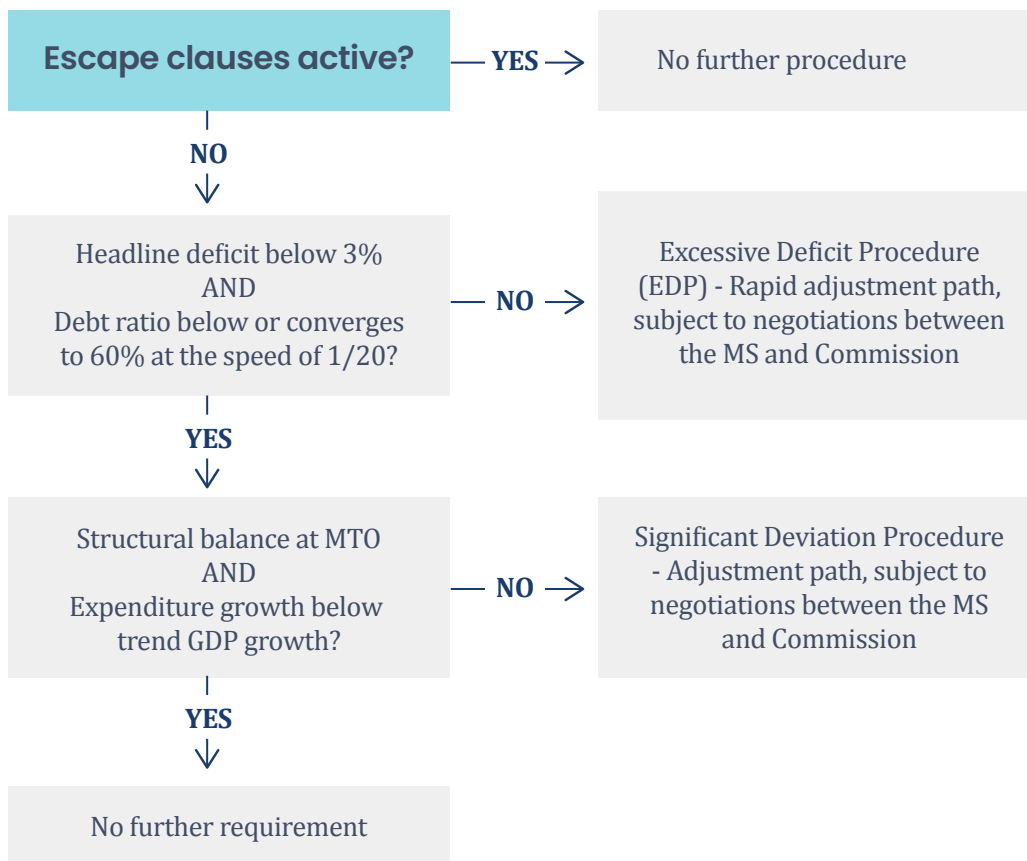 Escape clauses active?
YES
No further procedure
NO
Headline deficit below 3%
AND
Debt ratio below or converges
to 60% at the speed of 1/20?
NO
Excessive Deficit Procedure
(EDP) - Rapid adjustment path,
subject to negotiations between
the MS and Commission
YES
Structural balance at MTO
AND
Expenditure growth below
trend GDP growth?
NO
Significant Deviation Procedure
- Adjustment path, subject to
negotiations between the MS
and Commission
YES
No further requirement